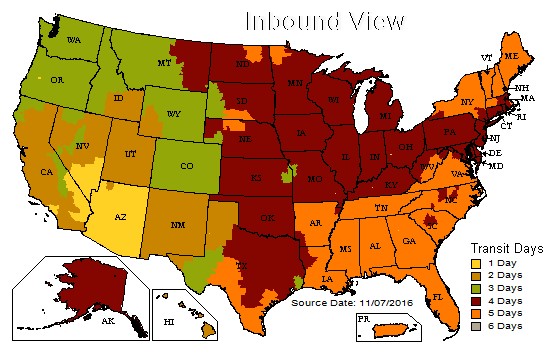 Inbound View
WA
MT
ND
MN
ME
VT
OR
ID
SD
WI
MI
NY
NH
MA
RI
CT
WY
NE
IA
IL
IN
OH
PA
NJ
DE
MD
NV
UT
CO
KS
MO
KY
WV
VA
CA
AZ
NM
OK
AR
TN
NC
SC
TX
MS
AL
GA
LA
FL
AK
HI
PR
Source Date: 11/07/2016
Transit Days
1 Day
2 Days
3 Days
4 Days
5 Days
6 Days